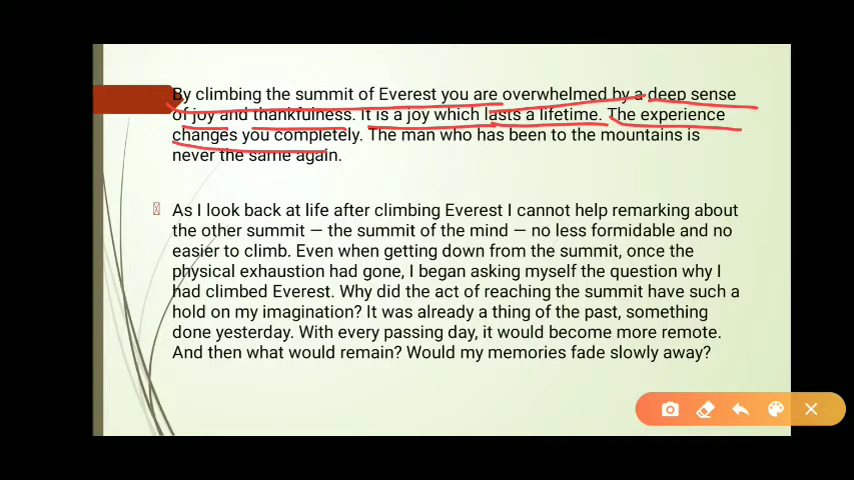 By climbing the summit of Everest you are overwhelmed by a deep sense
of joy and thankfulness. It is a joy which lasts a lifetime. The experience
changes you completely. The man who has been to the mountains is
never the same again.
As I look back at life after climbing Everest I cannot help remarking about
the other summit — the summit of the mind — no less formidable and no
easier to climb. Even when getting down from the summit, once the
physical exhaustion had gone, I began asking myself the question why I
had climbed Everest. Why did the act of reaching the summit have such a
hold on my imagination? It was already a thing of the past, something
done yesterday. With every passing day, it would become more remote.
And then what would remain? Would my memories fade slowly away?